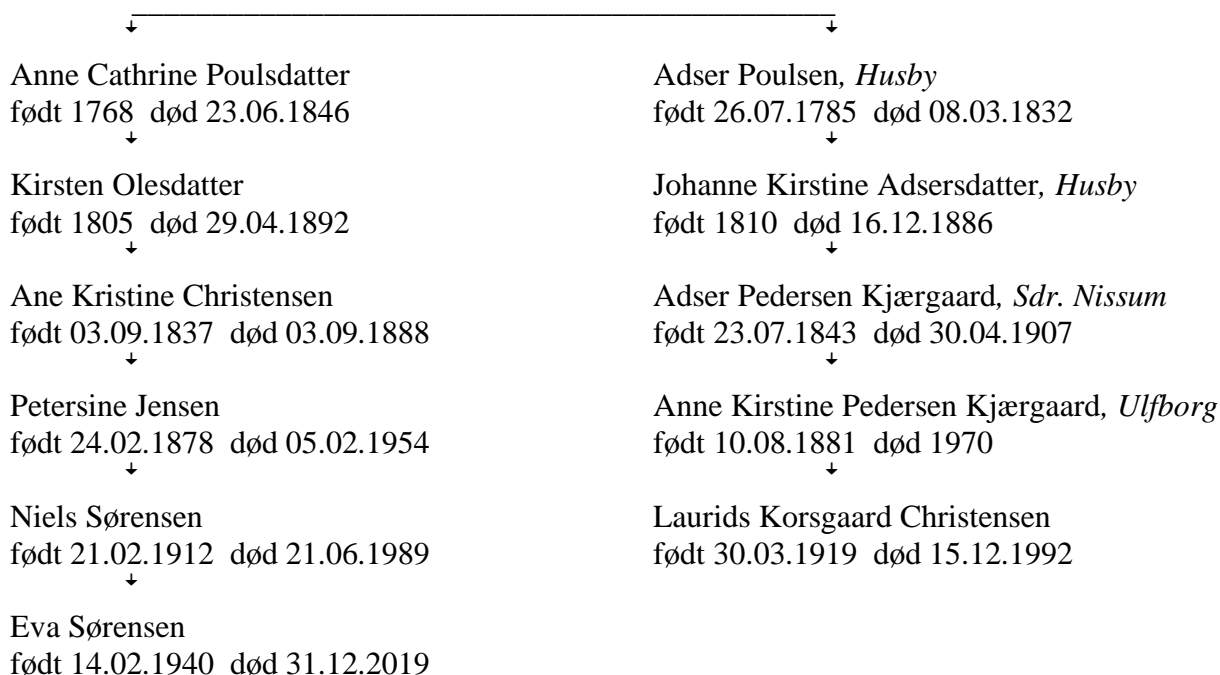 Anne Cathrine Poulsdatter
født 1768 død 23.06.1846
Kirsten Olesdatter
født 1805 død 29.04.1892
Ane Kristine Christensen
født 03.09.1837 død 03.09.1888
Petersine Jensen
født 24.02.1878 død 05.02.1954
Niels Sørensen
født 21.02.1912 død 21.06.1989
Eva Sørensen
født 14.02.1940 død 31.12.2019
Adser Poulsen, Husby
født 26.07.1785 død 08.03.1832
Johanne Kirstine Adsersdatter, Husby
født 1810 død 16.12.1886
Adser Pedersen Kjærgaard, Sdr. Nissum
født 23.07.1843 død 30.04.1907
Anne Kirstine Pedersen Kjærgaard, Ulfborg
født 10.08.1881 død 1970
Laurids Korsgaard Christensen
født 30.03.1919 død 15.12.1992